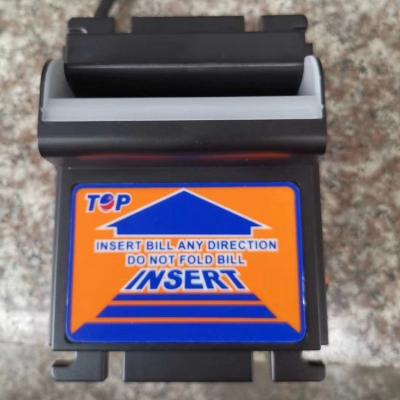 TOP
INSERT BILL ANY DIRECTION
DO NOT FOLD BILL
INSERT